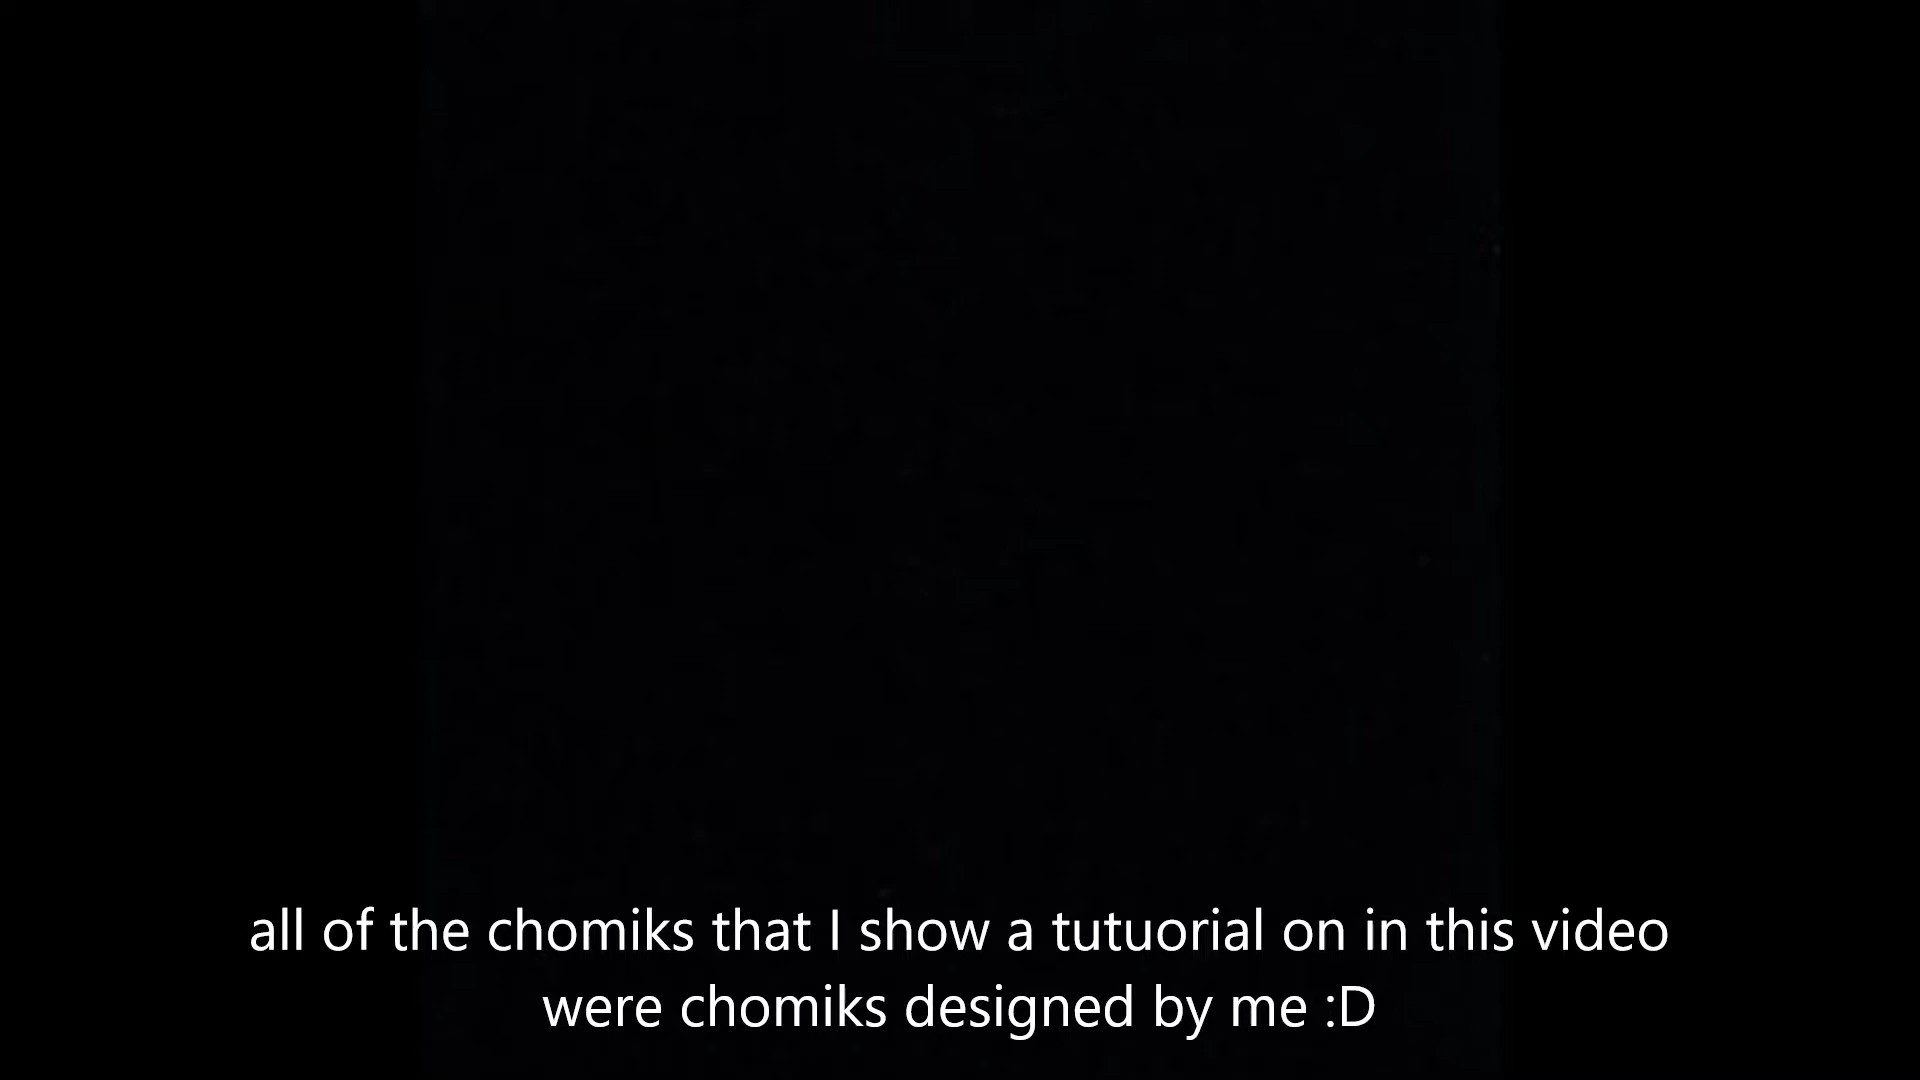 all of the chomiks that I show a tutuorial on in this video
were chomiks designed by me :D